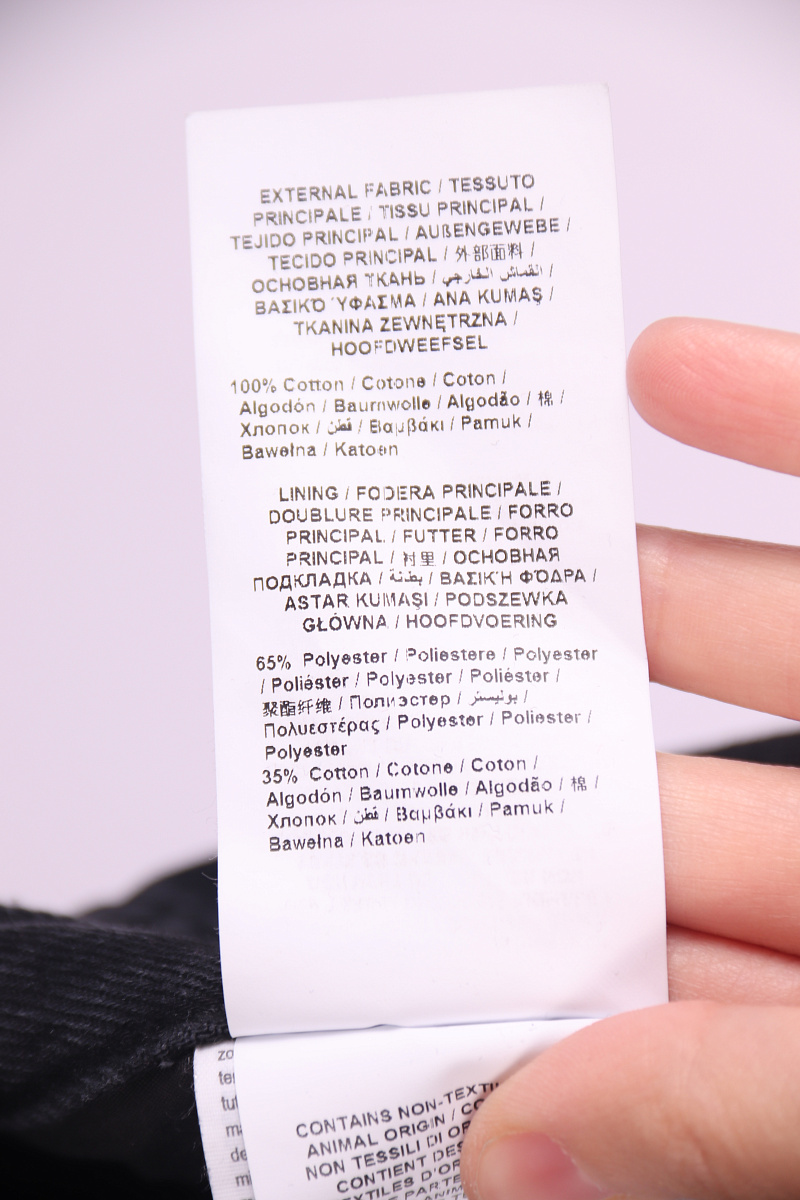 EXTERNAL FABRIC / TESSUTO
PRINCIPALE / TISSU PRINCIPAL /
TEJIDO PRINCIPAL / AUßENGEWEBE /
TECIDO PRINCIPAL / 外部面料 /
ОСНОВНАЯ ТКАНЬ / القماش الخارجي /
ΒΑΣΙΚΌ ΎΦΑΣΜΑ / ANA KUMAŞ /
TKANINA ZEWNĘTRZNA /
HOOFDWEEFSEL
100% Cotton / Cotone / Coton /
Algodón / Baumwolle / Algodão / 棉 /
Хлопок / قطن / Βαμβάκι / Pamuk /
Bawełna / Katoen
LINING / FODERA PRINCIPALE /
DOUBLURE PRINCIPALE / FORRO
PRINCIPAL / FUTTER / FORRO
PRINCIPAL / 衬里 / ОСНОВНАЯ
ПОДКЛАДКА / بطانة / ΒΑΣΙΚΉ ΦΌΔΡΑ /
ASTAR KUMAŞI / PODSZEWKA
GŁÓWNA / HOOFDVOERING
65% Polyester / Poliestere / Polyester
/ Poliéster / Polyester / Poliéster /
聚酯纤维 / Полиэстер / بوليستر /
Πολυεστέρας / Polyester / Poliester /
Polyester
35% Cotton / Cotone / Coton /
Algodón / Baumwolle / Algodão / 棉 /
Хлопок / قطن / Βαμβάκι / Pamuk /
Bawełna / Katoen
CONTAINS NON-TEXTI
ANIMAL ORIGIN / CO
NON TESSILI DI OR
CONTIENT DES
TEXTILES D'OR